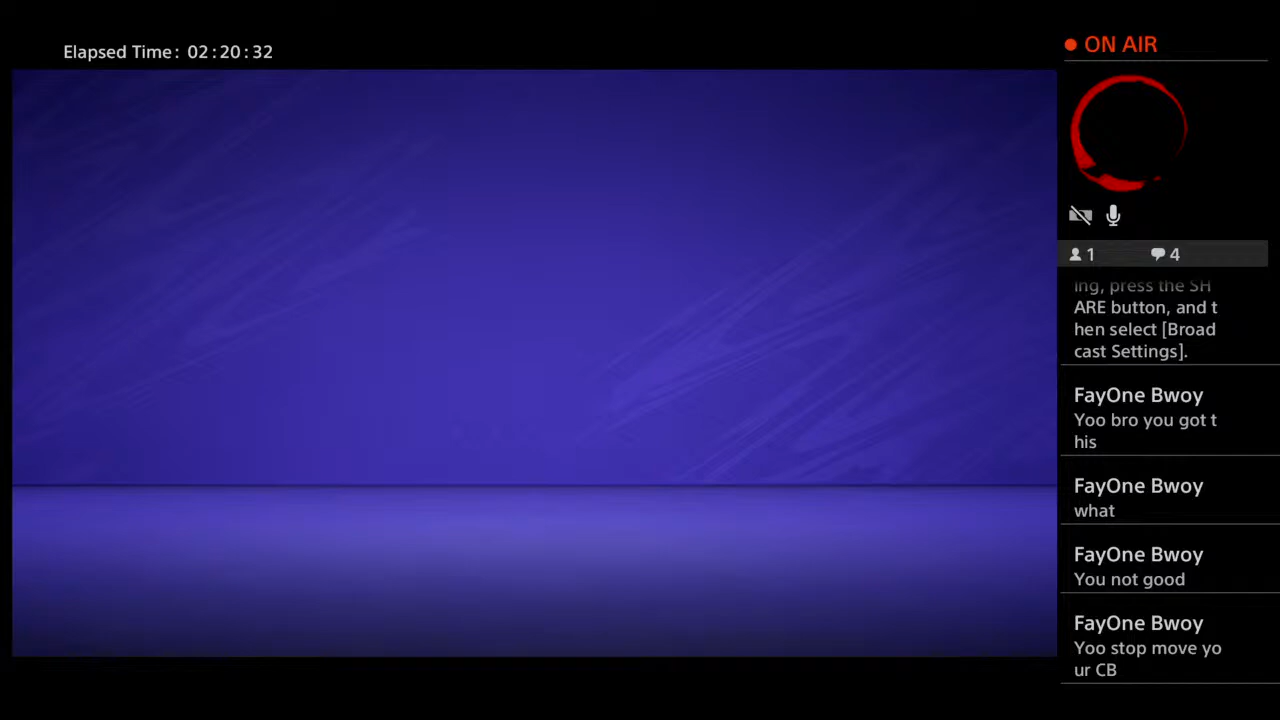 Elapsed Time: 02:20:32
ON AIR
1 4
ing, press the SH
ARE button, and t
hen select [Broad
cast Settings].
FayOne Bwoy
Yoo bro you got t
his
FayOne Bwoy
what
FayOne Bwoy
You not good
FayOne Bwoy
Yoo stop move yo
ur CB